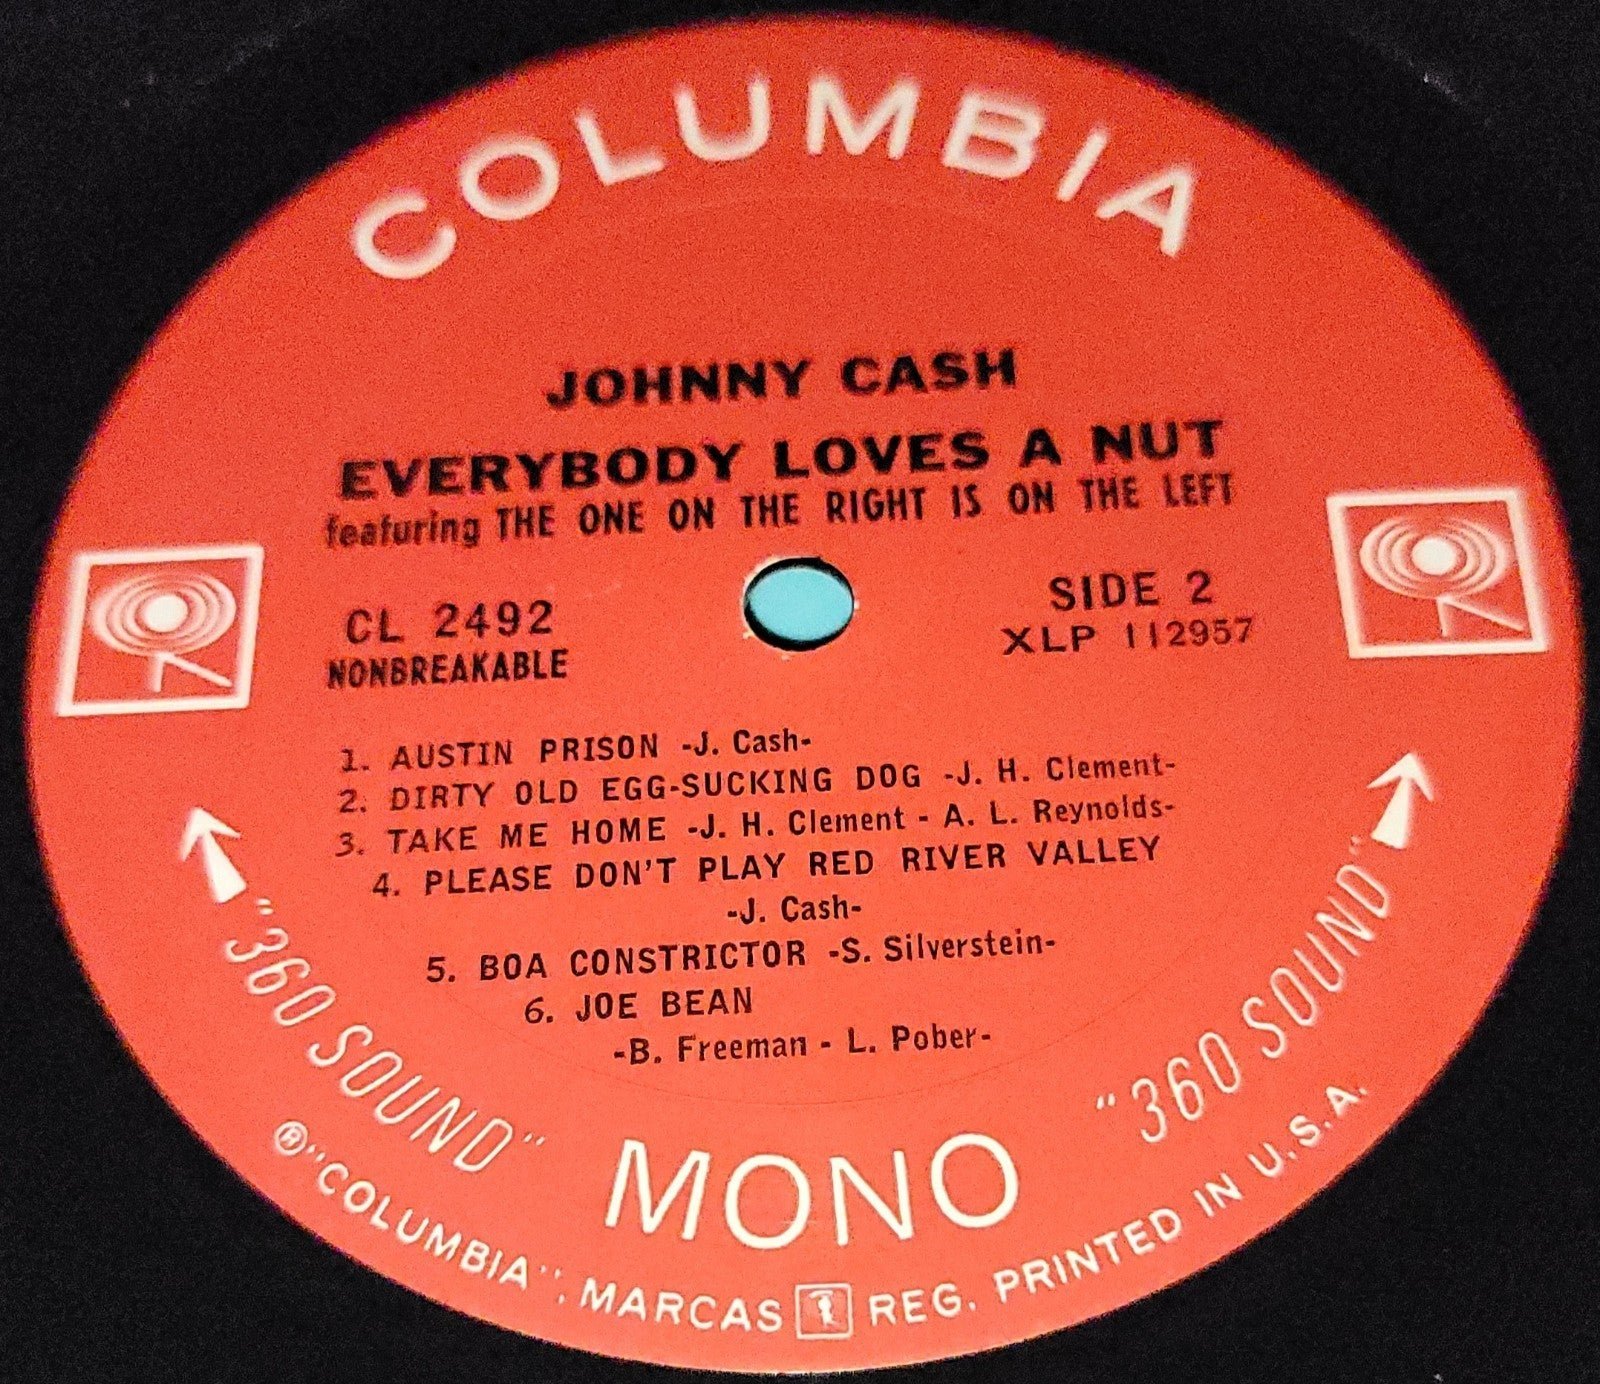 COLUMBIA
JOHNNY CASH
EVERYBODY LOVES A NUT
featuring THE ONE ON THE RIGHT IS ON THE LEFT
CL 2492
NONBREAKABLE
SIDE 2
XLP 112957
1. AUSTIN PRISON -J. Cash-
2. DIRTY OLD EGG-SUCKING DOG -J. H. Clement-
3. TAKE ME HOME -J. H. Clement - A. L. Reynolds-
4. PLEASE DON'T PLAY RED RIVER VALLEY
-J. Cash-
5. BOA CONSTRICTOR -S. Silverstein-
6. JOE BEAN
-B. Freeman - L. Pober-
"360 SOUND"
MONO
"360 SOUND"
®"COLUMBIA", MARCAS REG. PRINTED IN U.S.A.